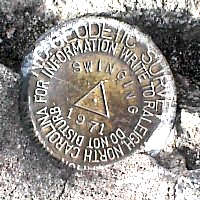 GEODETIC SURVEY
FOR INFORMATION WRITE TO RALEIGH, NORTH CAROLINA
SWINGING
1971
DO NOT DISTURB